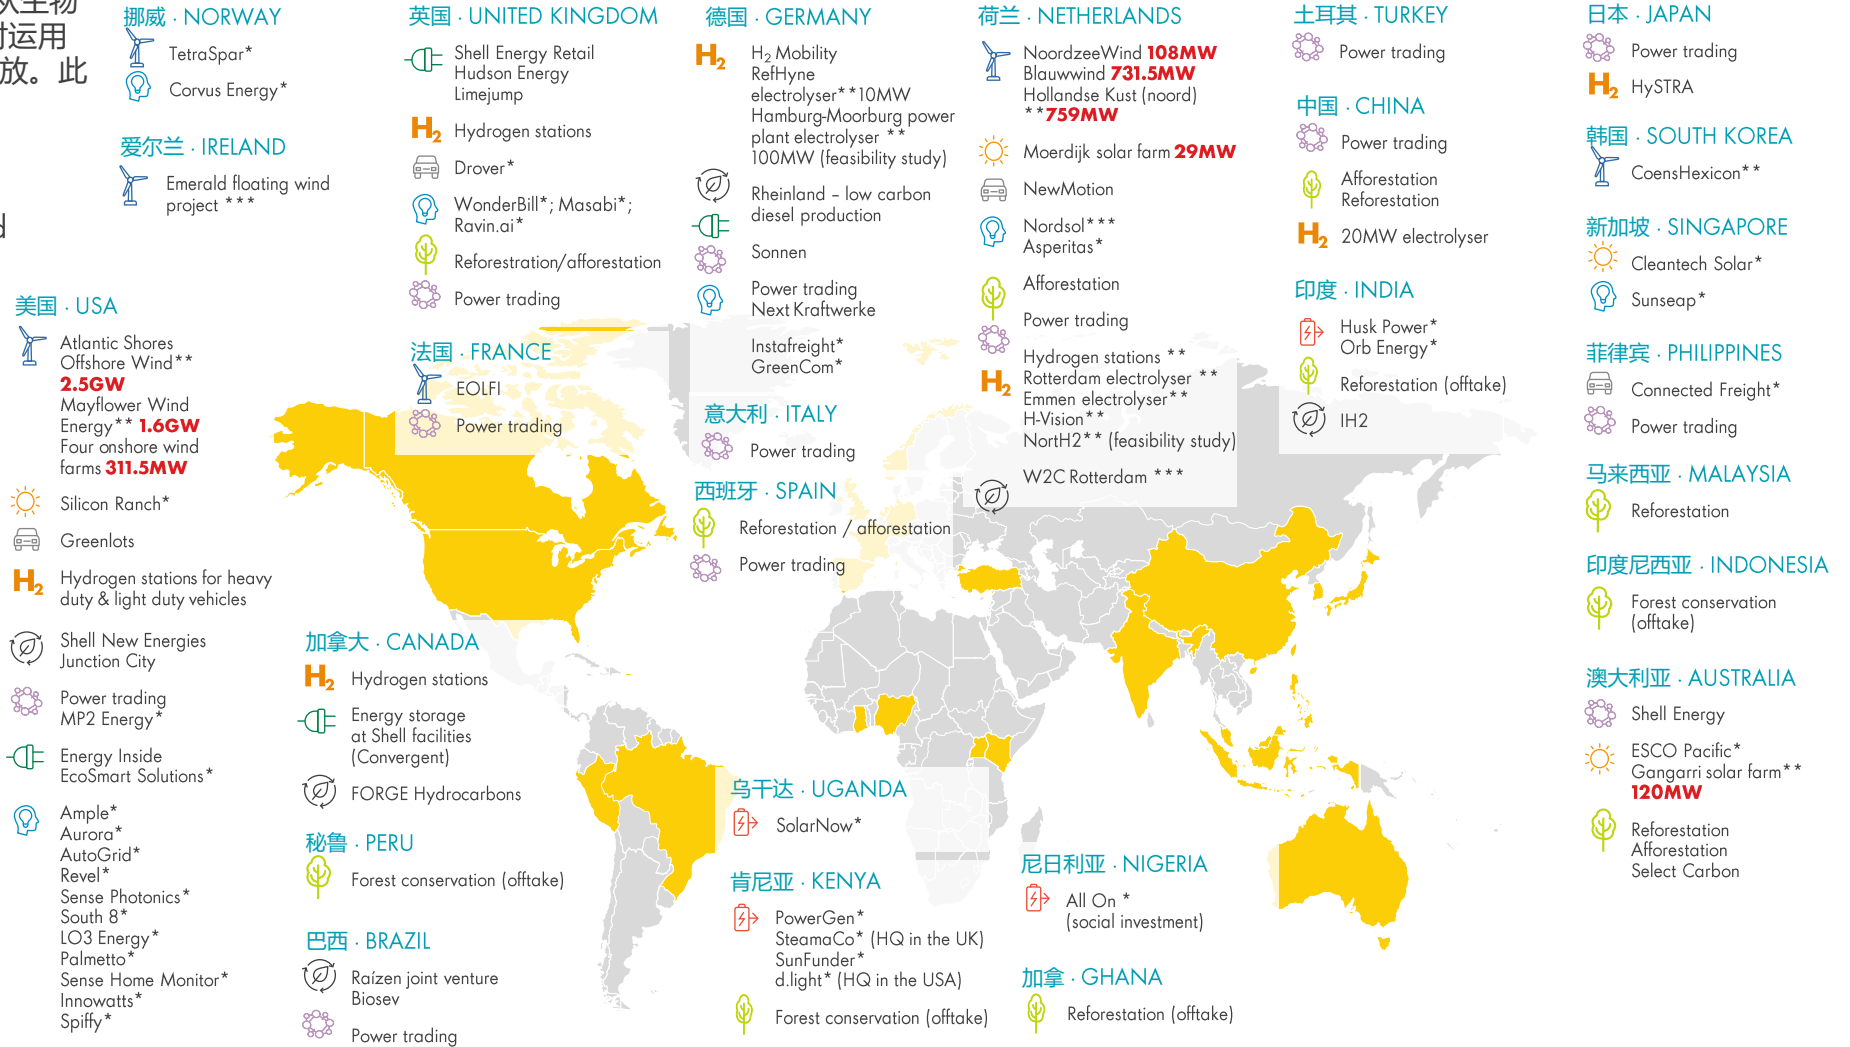 从生物
时运用
放。此
d
挪威 · NORWAY
TetraSpar*
Corvus Energy*
爱尔兰 · IRELAND
Emerald floating wind
project ***
美国 · USA
Atlantic Shores
Offshore Wind**
2.5GW
Mayflower Wind
Energy** 1.6GW
Four onshore wind
farms 311.5MW
Silicon Ranch*
Greenlots
H2
Hydrogen stations for heavy
duty & light duty vehicles
Shell New Energies
Junction City
Power trading
MP2 Energy*
Energy Inside
EcoSmart Solutions*
Ample*
Aurora*
AutoGrid*
Revel*
Sense Photonics*
South 8*
LO3 Energy*
Palmetto*
Sense Home Monitor*
Innowatts*
Spiffy*
英国 · UNITED KINGDOM
Shell Energy Retail
Hudson Energy
Limejump
H2 Hydrogen stations
Drover*
WonderBill*; Masabi*;
Ravin.ai*
Reforestration/afforestation
Power trading
法国 · FRANCE
EOLFI
Power trading
加拿大 · CANADA
H2 Hydrogen stations
Energy storage
at Shell facilities
(Convergent)
FORGE Hydrocarbons
秘鲁 · PERU
Forest conservation (offtake)
巴西 · BRAZIL
Raízen joint venture
Biosev
Power trading
德国 · GERMANY
H2 H2 Mobility
RefHyne
electrolyser**10MW
Hamburg-Moorburg power
plant electrolyser **
100MW (feasibility study)
Rheinland – low carbon
diesel production
Sonnen
Power trading
Next Kraftwerke
Instafreight*
GreenCom*
意大利 · ITALY
Power trading
西班牙 · SPAIN
Reforestation / afforestation
Power trading
乌干达 · UGANDA
SolarNow*
肯尼亚 · KENYA
PowerGen*
SteamaCo* (HQ in the UK)
SunFunder*
d.light* (HQ in the USA)
Forest conservation (offtake)
荷兰 · NETHERLANDS
NoordzeeWind 108MW
Blauwwind 731.5MW
Hollandse Kust (noord)
**759MW
Moerdijk solar farm 29MW
NewMotion
Nordsol***
Asperitas*
Afforestation
Power trading
H2
Hydrogen stations **
Rotterdam electrolyser **
Emmen electrolyser**
H-Vision**
NortH2** (feasibility study)
W2C Rotterdam ***
尼日利亚 · NIGERIA
All On *
(social investment)
加拿 · GHANA
Reforestation (offtake)
土耳其 · TURKEY
Power trading
中国 · CHINA
Power trading
Afforestation
Reforestation
H2 20MW electrolyser
印度 · INDIA
Husk Power*
Orb Energy*
Reforestation (offtake)
IH2
日本 · JAPAN
Power trading
H2 HySTRA
韩国 · SOUTH KOREA
CoensHexicon**
新加坡 · SINGAPORE
Cleantech Solar*
Sunseap*
菲律宾 · PHILIPPINES
Connected Freight*
Power trading
马来西亚 · MALAYSIA
Reforestation
印度尼西亚 · INDONESIA
Forest conservation
(offtake)
澳大利亚 · AUSTRALIA
Shell Energy
ESCO Pacific*
Gangarri solar farm**
120MW
Reforestation
Afforestation
Select Carbon